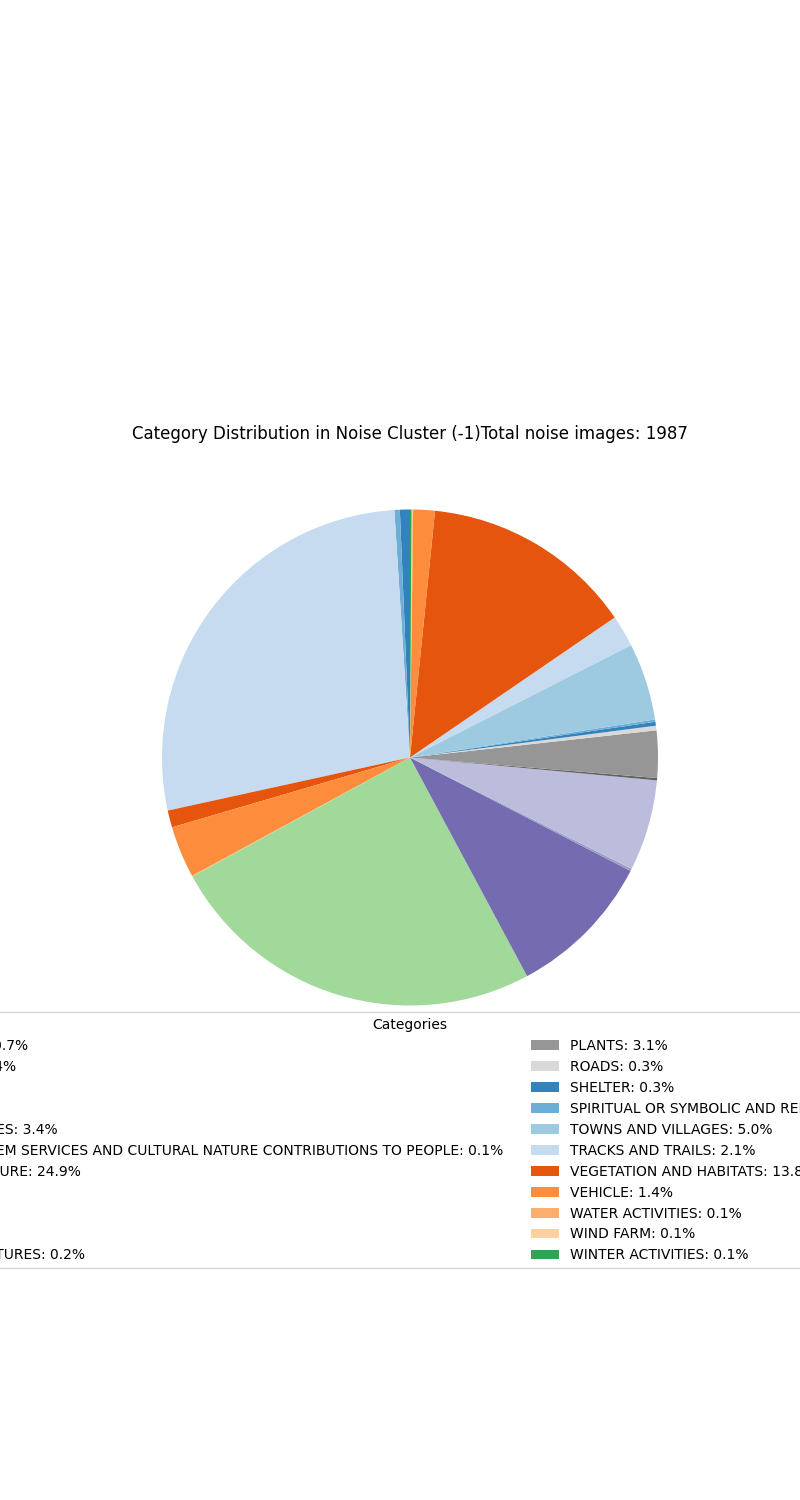 Category Distribution in Noise Cluster (-1)Total noise images: 1987
Categories
.7%
4%
ES: 3.4%
EM SERVICES AND CULTURAL NATURE CONTRIBUTIONS TO PEOPLE: 0.1%
URE: 24.9%
TURES: 0.2%
PLANTS: 3.1%
ROADS: 0.3%
SHELTER: 0.3%
SPIRITUAL OR SYMBOLIC AND RE
TOWNS AND VILLAGES: 5.0%
TRACKS AND TRAILS: 2.1%
VEGETATION AND HABITATS: 13.8
VEHICLE: 1.4%
WATER ACTIVITIES: 0.1%
WIND FARM: 0.1%
WINTER ACTIVITIES: 0.1%